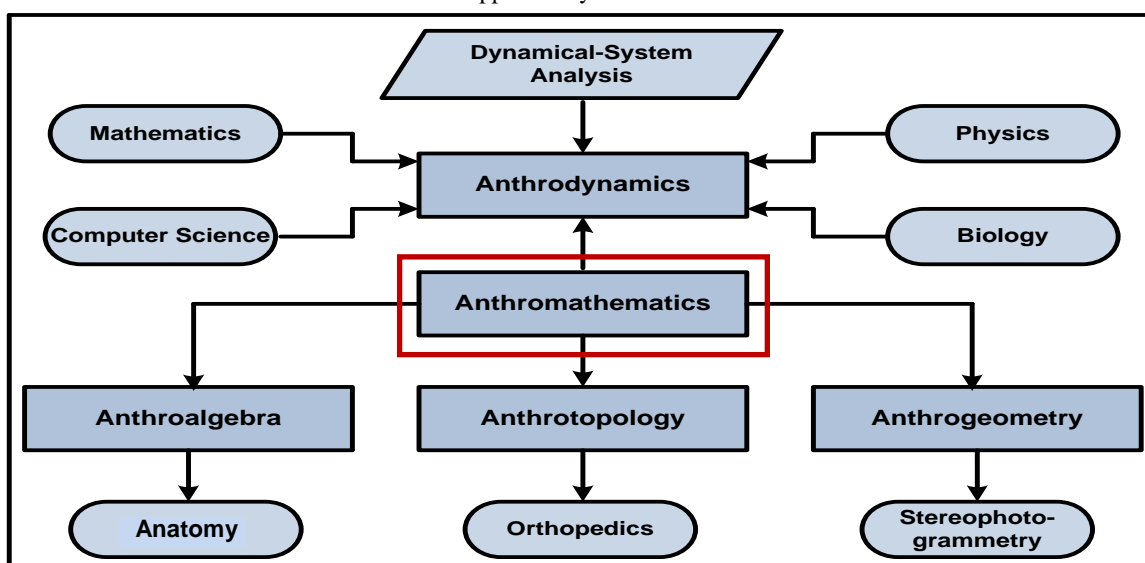 Dynamical-System
Analysis
Mathematics
Physics
Anthrodynamics
Computer Science
Biology
Anthromathematics
Anthroalgebra
Anthrotopology
Anthrogeometry
Anatomy
Orthopedics
Stereophoto-
grammetry